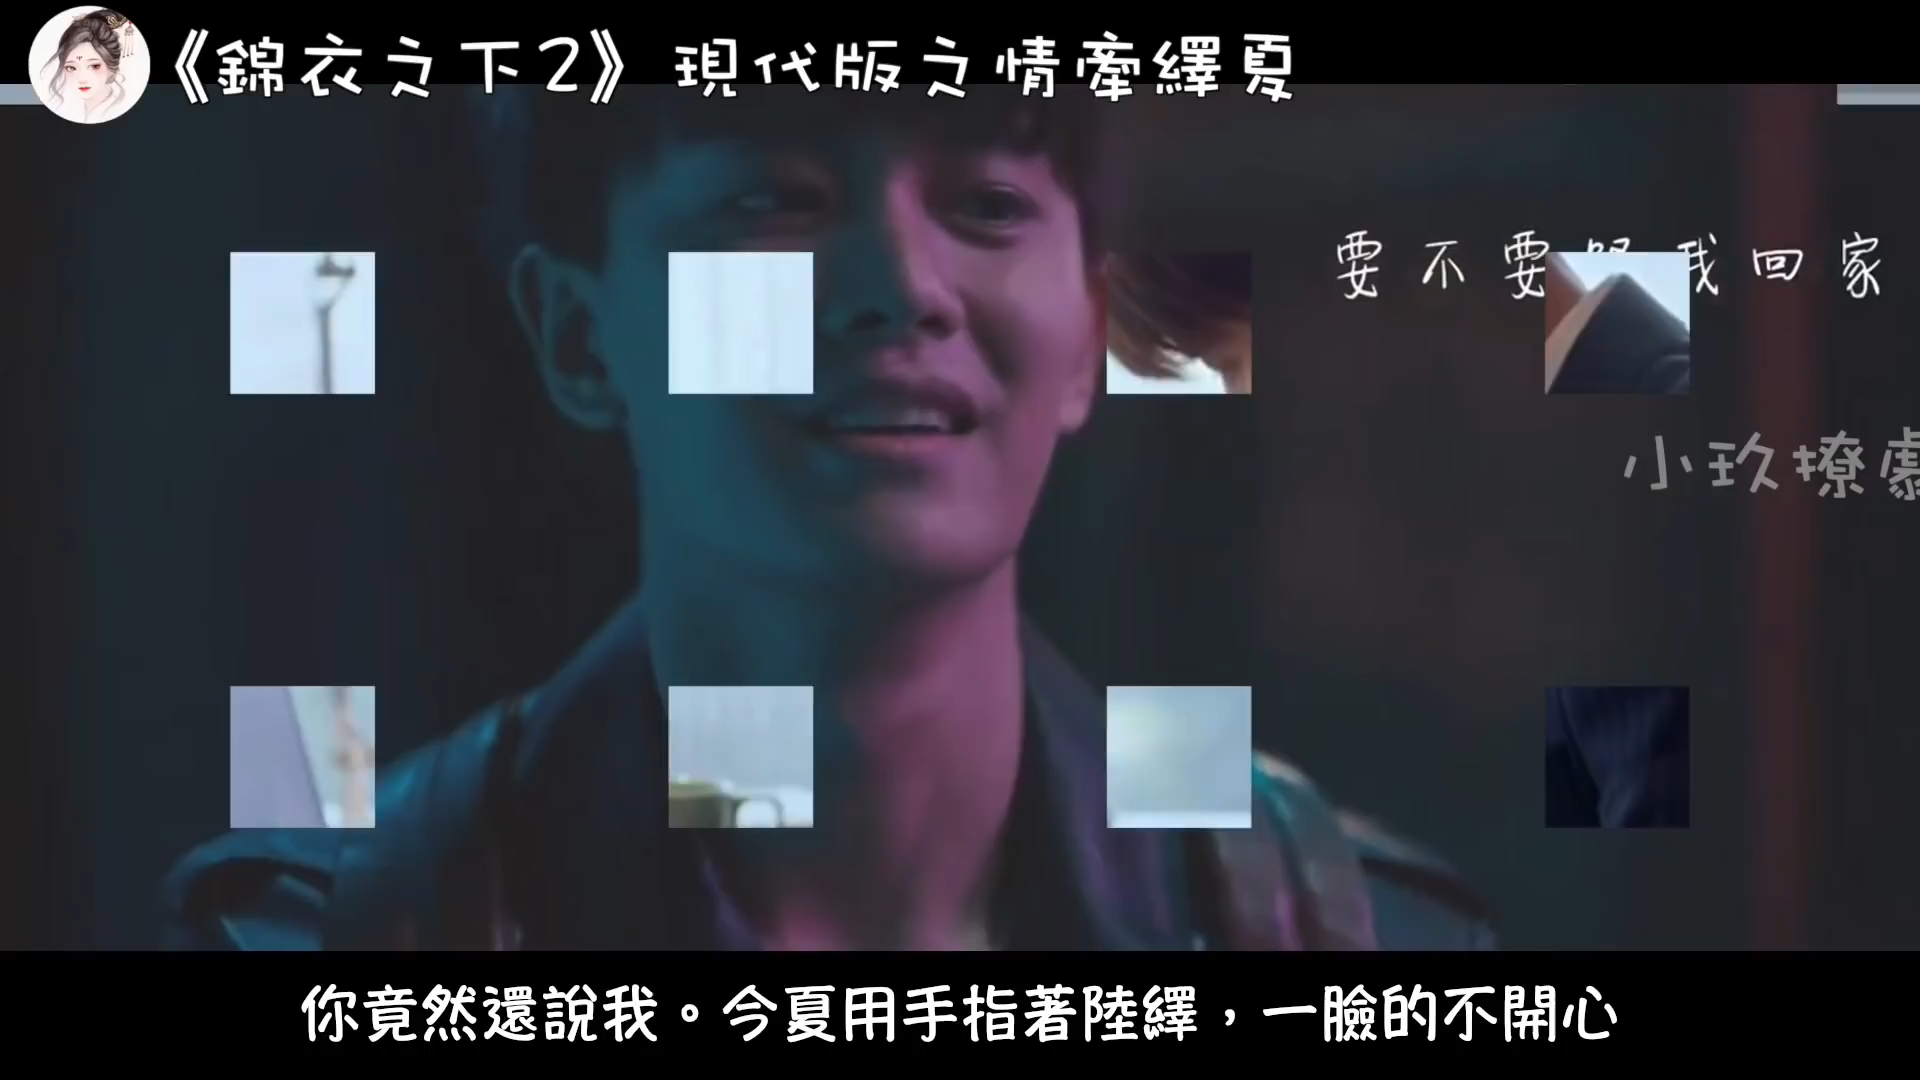 《錦衣之下2》現代版之情牽繹夏
要不要 我回家
小玖撩劇
你竟然還說我。今夏用手指著陸繹，一臉的不開心